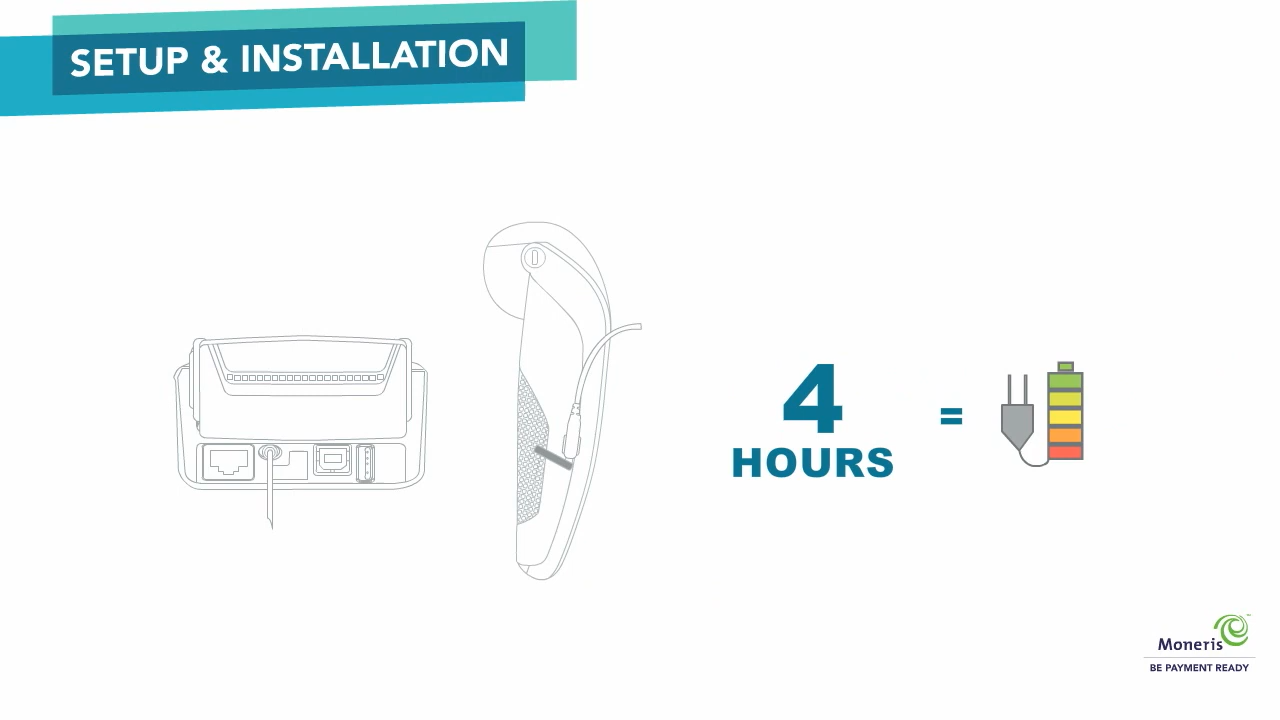 SETUP & INSTALLATION
4
HOURS
=
Moneris
BE PAYMENT READY